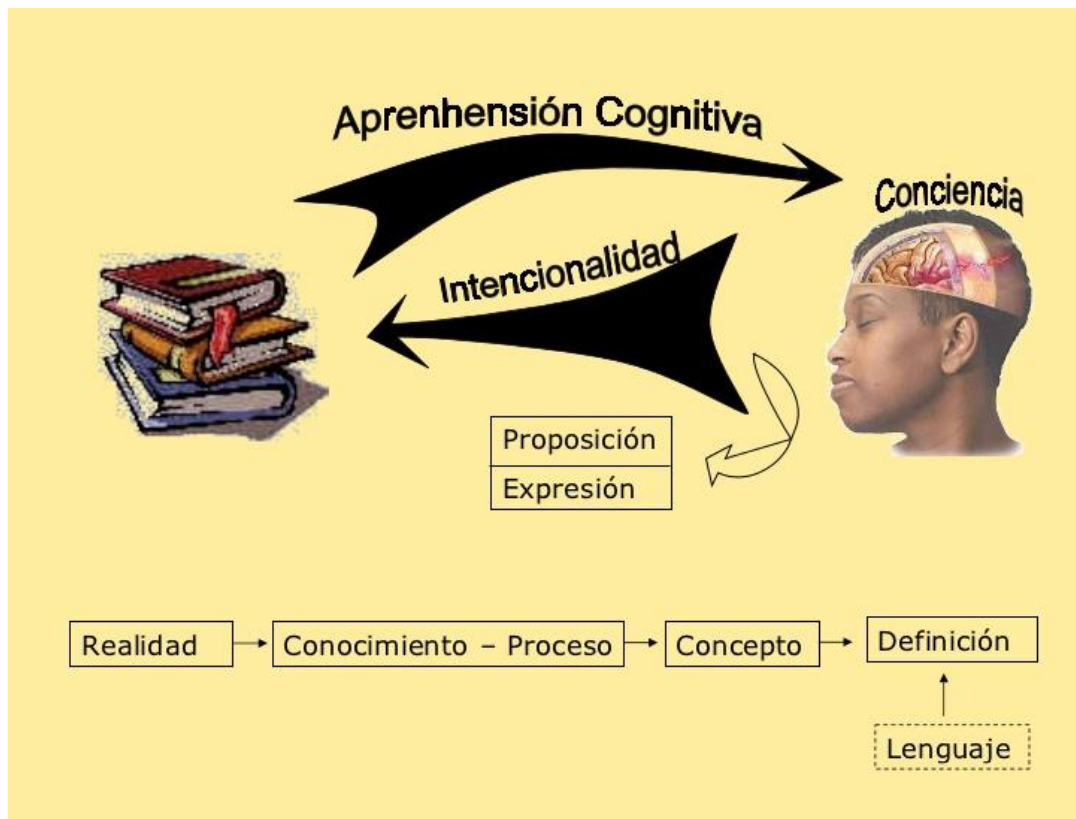 Aprenhensión Cognitiva
Conciencia
Intencionalidad
Proposición
Expresión
Realidad
Conocimiento – Proceso
Concepto
Definición
Lenguaje